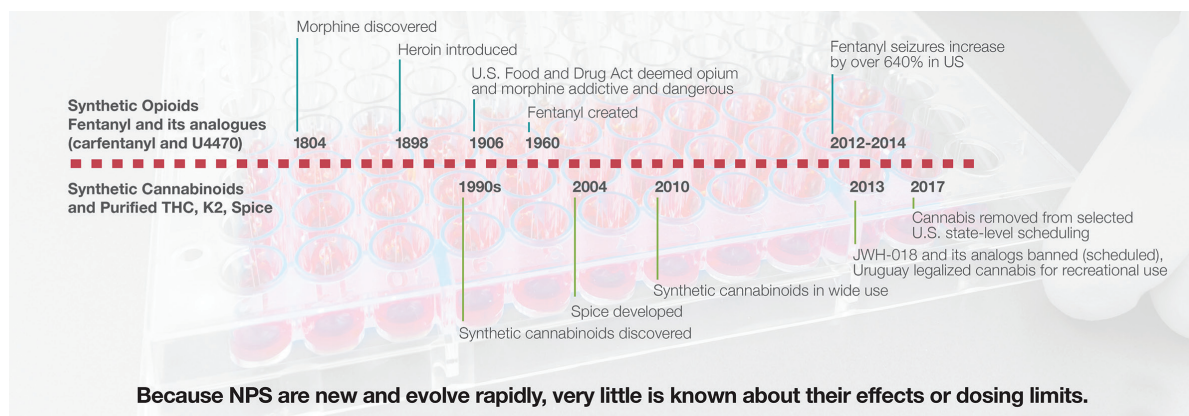 Morphine discovered
Heroin introduced
U.S. Food and Drug Act deemed opium
and morphine addictive and dangerous
Fentanyl created
Fentanyl seizures increase
by over 640% in US
Synthetic Opioids
Fentanyl and its analogues
(carfentanyl and U4470)
1804
1898
1906
1960
2012-2014
Synthetic Cannabinoids
and Purified THC, K2, Spice
1990s
2004
2010
2013
2017
Cannabis removed from selected
U.S. state-level scheduling
JWH-018 and its analogs banned (scheduled),
Uruguay legalized cannabis for recreational use
Synthetic cannabinoids in wide use
Spice developed
Synthetic cannabinoids discovered
Because NPS are new and evolve rapidly, very little is known about their effects or dosing limits.